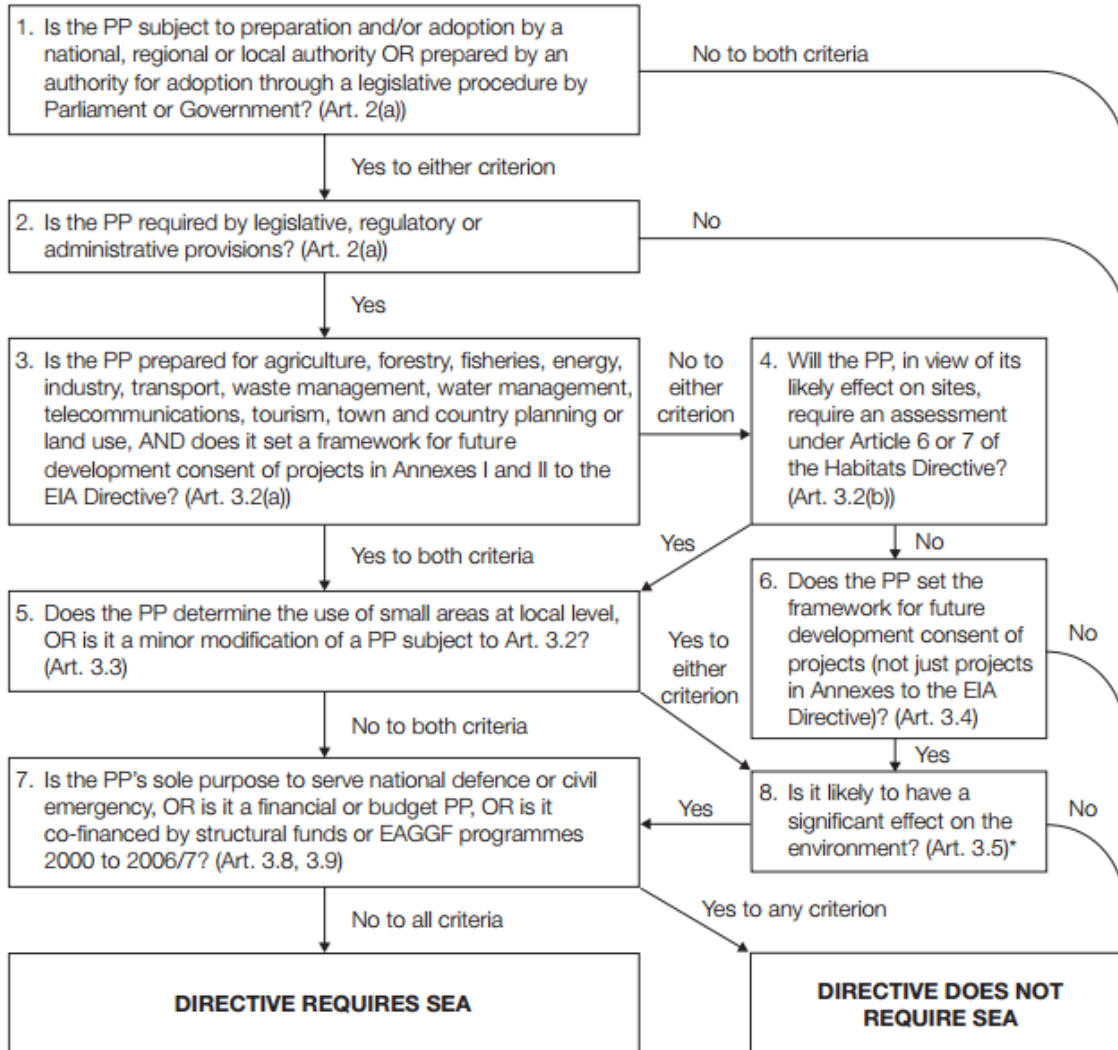 1. Is the PP subject to preparation and/or adoption by a
national, regional or local authority OR prepared by an
authority for adoption through a legislative procedure by
Parliament or Government? (Art. 2(a))
No to both criteria
Yes to either criterion
2. Is the PP required by legislative, regulatory or
administrative provisions? (Art. 2(a))
No
Yes
3. Is the PP prepared for agriculture, forestry, fisheries, energy,
industry, transport, waste management, water management,
telecommunications, tourism, town and country planning or
land use, AND does it set a framework for future
development consent of projects in Annexes I and II to the
EIA Directive? (Art. 3.2(a))
No to
either
criterion
4. Will the PP, in view of its
likely effect on sites,
require an assessment
under Article 6 or 7 of
the Habitats Directive?
(Art. 3.2(b))
Yes to both criteria
Yes
No
5. Does the PP determine the use of small areas at local level,
OR is it a minor modification of a PP subject to Art. 3.2?
(Art. 3.3)
Yes to
either
criterion
6. Does the PP set the
framework for future
development consent of
projects (not just projects
in Annexes to the EIA
Directive)? (Art. 3.4)
No
No to both criteria
Yes
7. Is the PP's sole purpose to serve national defence or civil
emergency, OR is it a financial or budget PP, OR is it
co-financed by structural funds or EAGGF programmes
2000 to 2006/7? (Art. 3.8, 3.9)
Yes
8. Is it likely to have a
significant effect on the
environment? (Art. 3.5)*
No
No to all criteria
Yes to any criterion
DIRECTIVE REQUIRES SEA
DIRECTIVE DOES NOT
REQUIRE SEA